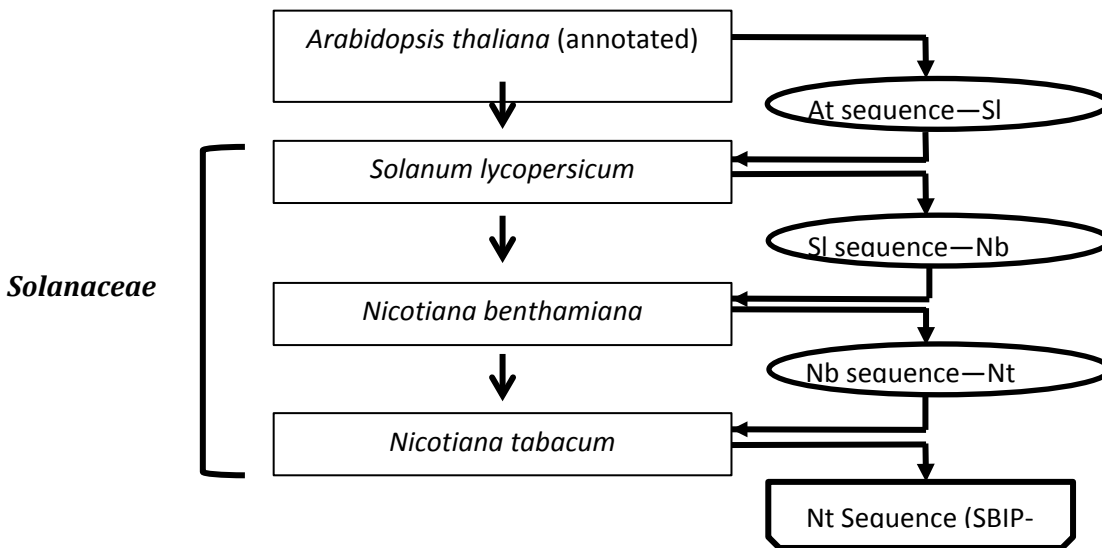 Arabidopsis thaliana (annotated)
At sequence—Sl
Solanum lycopersicum
Sl sequence—Nb
Solanaceae
Nicotiana benthamiana
Nb sequence—Nt
Nicotiana tabacum
Nt Sequence (SBIP-